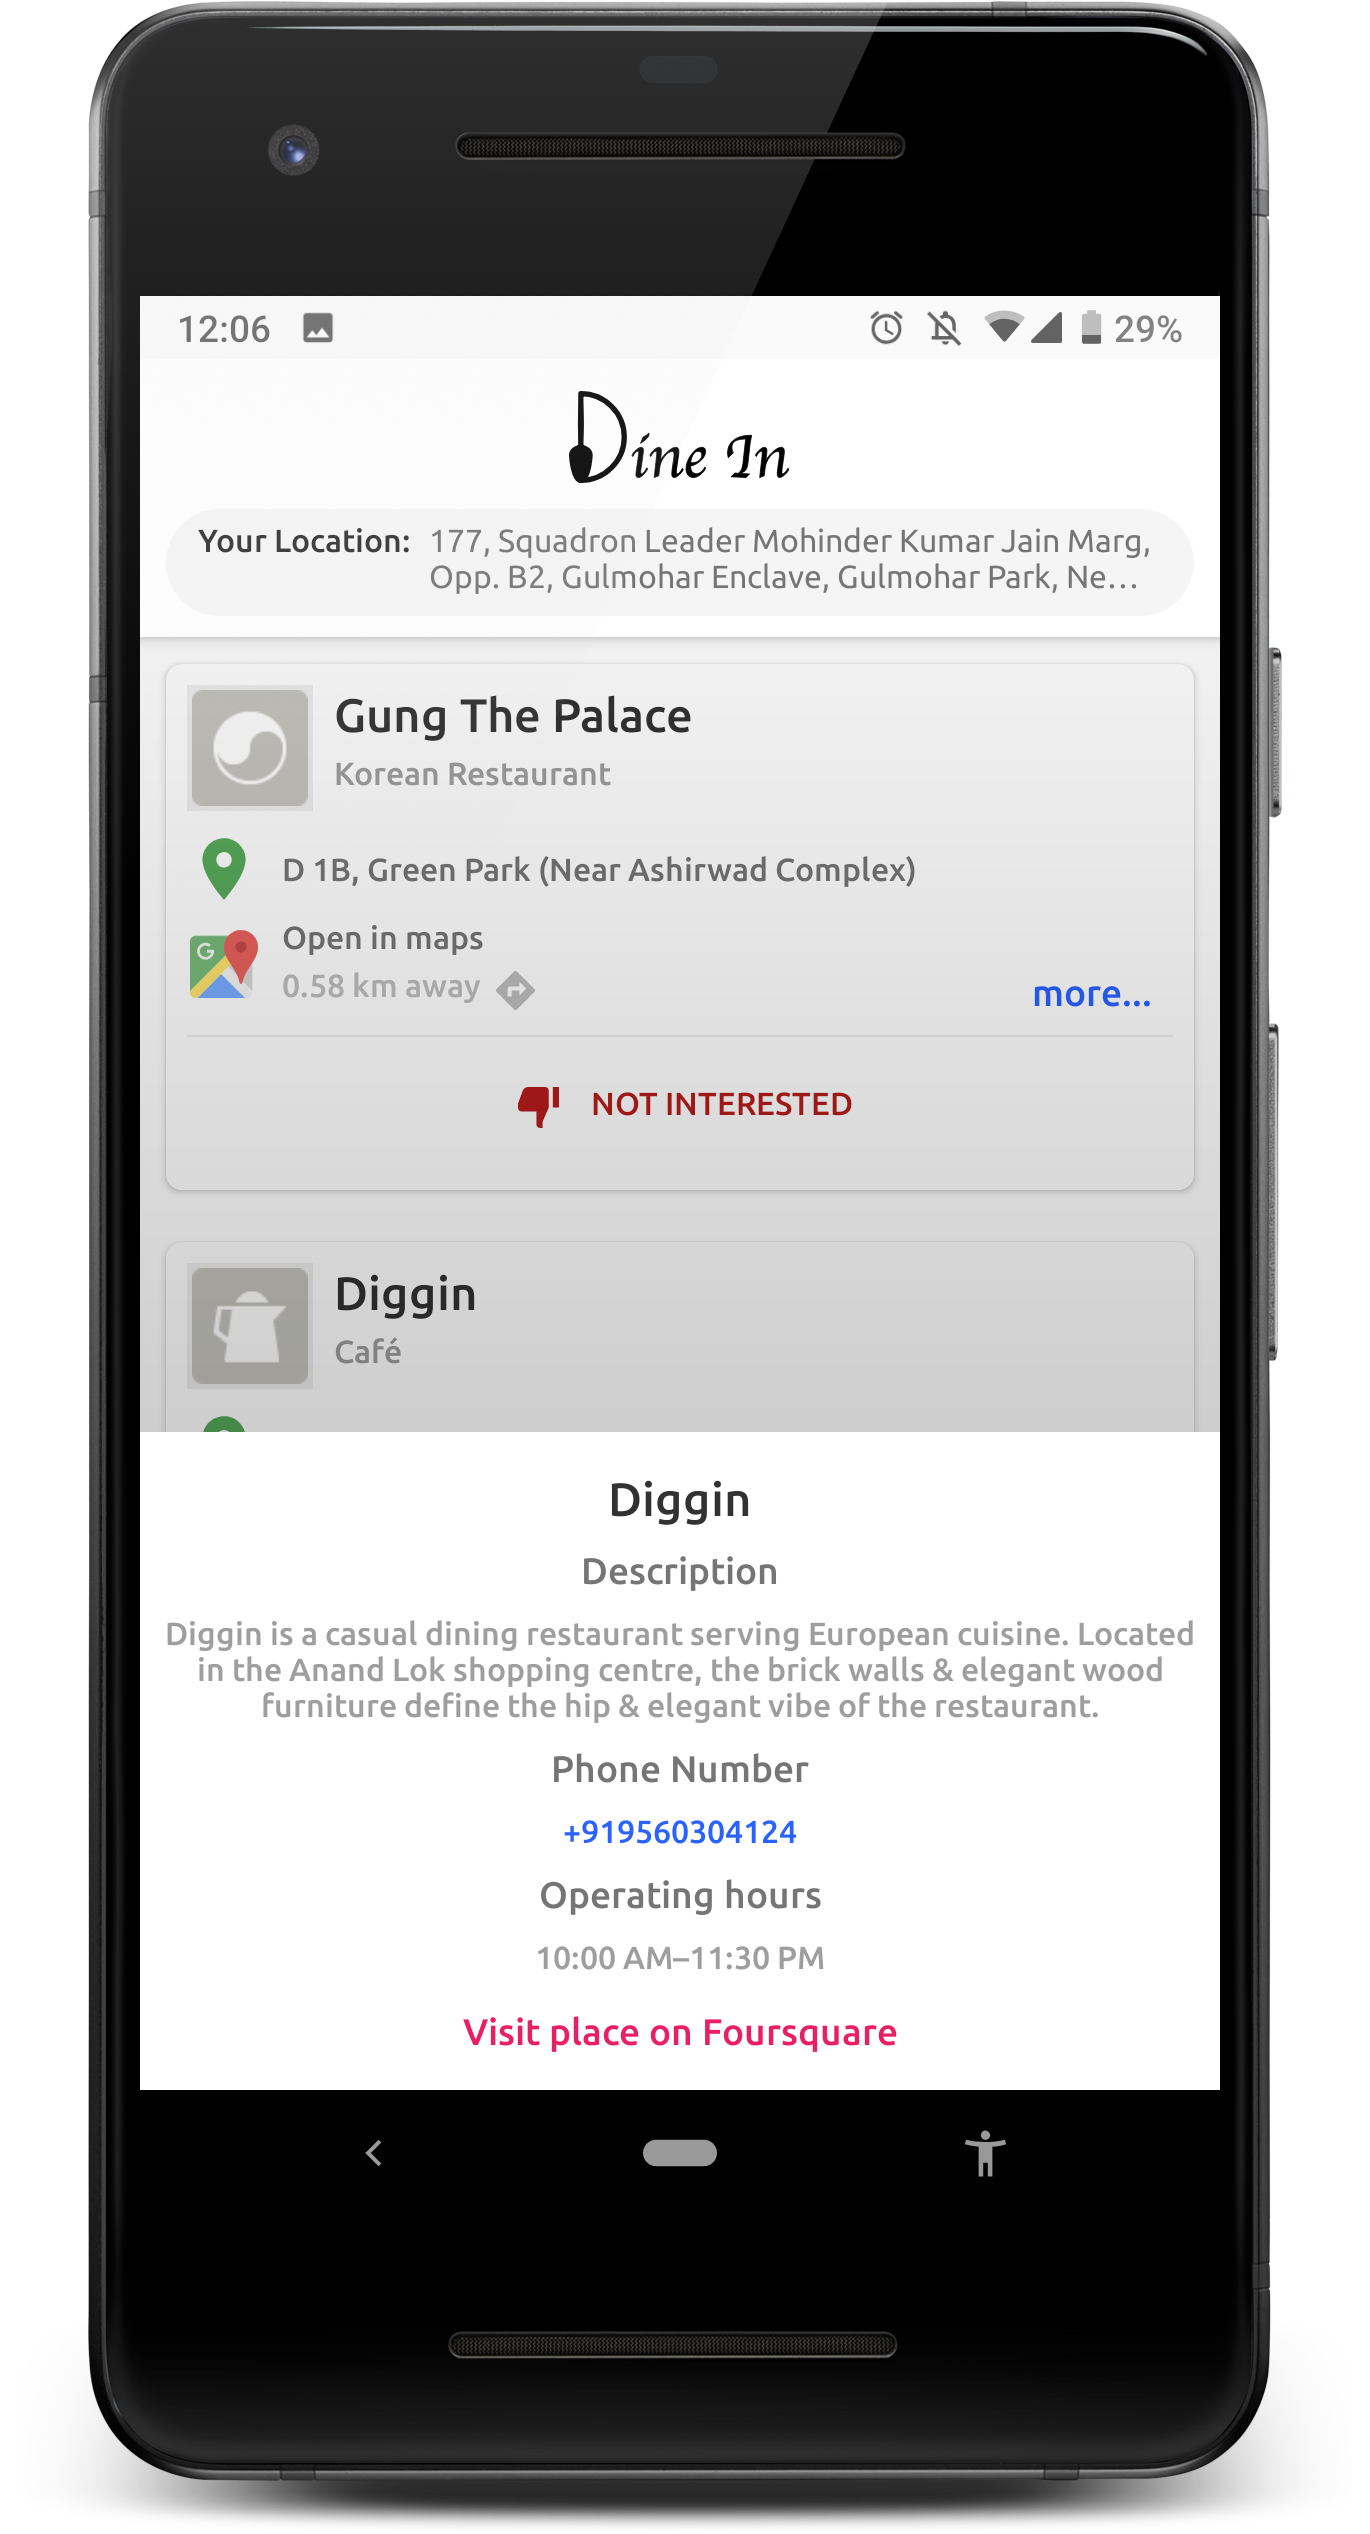 12:06
29%
Dine In
Your Location: 177, Squadron Leader Mohinder Kumar Jain Marg,
Opp. B2, Gulmohar Enclave, Gulmohar Park, Ne...
Gung The Palace
Korean Restaurant
D 1B, Green Park (Near Ashirwad Complex)
G
Open in maps
0.58 km away
more...
NOT INTERESTED
Diggin
Café
Diggin
Description
Diggin is a casual dining restaurant serving European cuisine. Located
in the Anand Lok shopping centre, the brick walls & elegant wood
furniture define the hip & elegant vibe of the restaurant.
Phone Number
+919560304124
Operating hours
10:00 AM–11:30 PM
Visit place on Foursquare